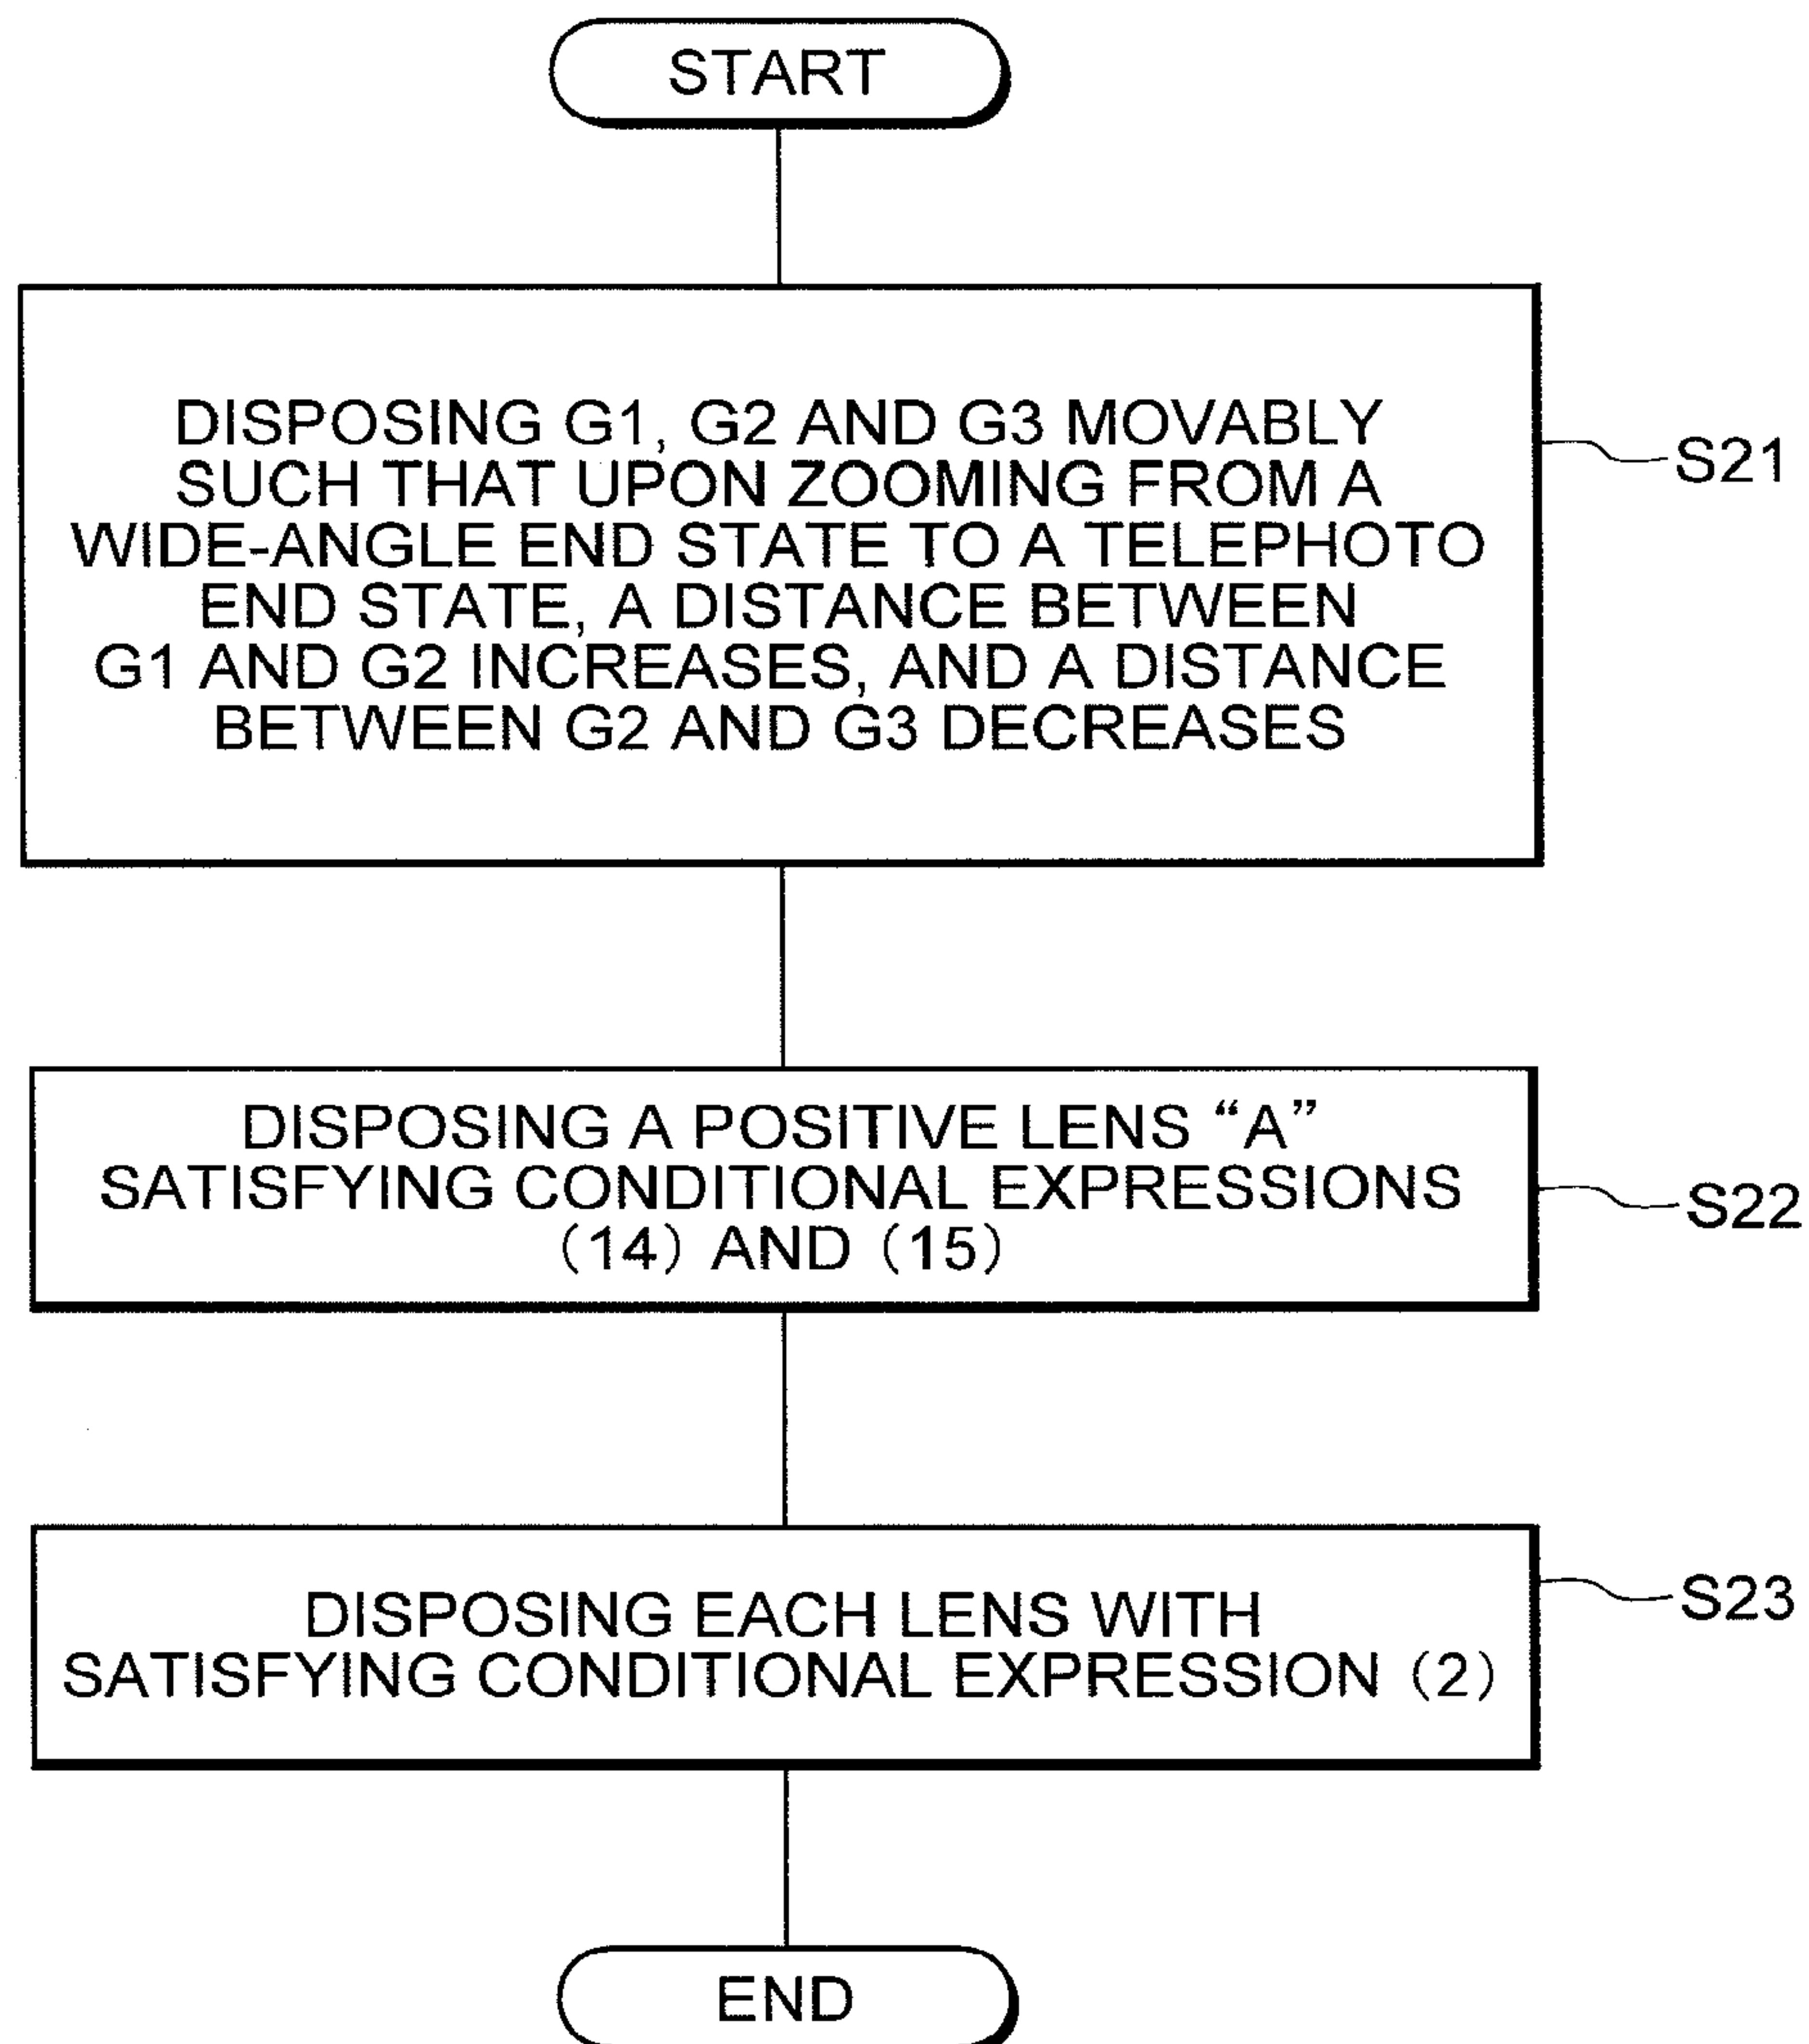 START
DISPOSING G1, G2 AND G3 MOVABLY
SUCH THAT UPON ZOOMING FROM A
WIDE-ANGLE END STATE TO A TELEPHOTO
END STATE, A DISTANCE BETWEEN
G1 AND G2 INCREASES, AND A DISTANCE
BETWEEN G2 AND G3 DECREASES
S21
DISPOSING A POSITIVE LENS “A”
SATISFYING CONDITIONAL EXPRESSIONS
(14) AND (15)
S22
DISPOSING EACH LENS WITH
SATISFYING CONDITIONAL EXPRESSION (2)
S23
END